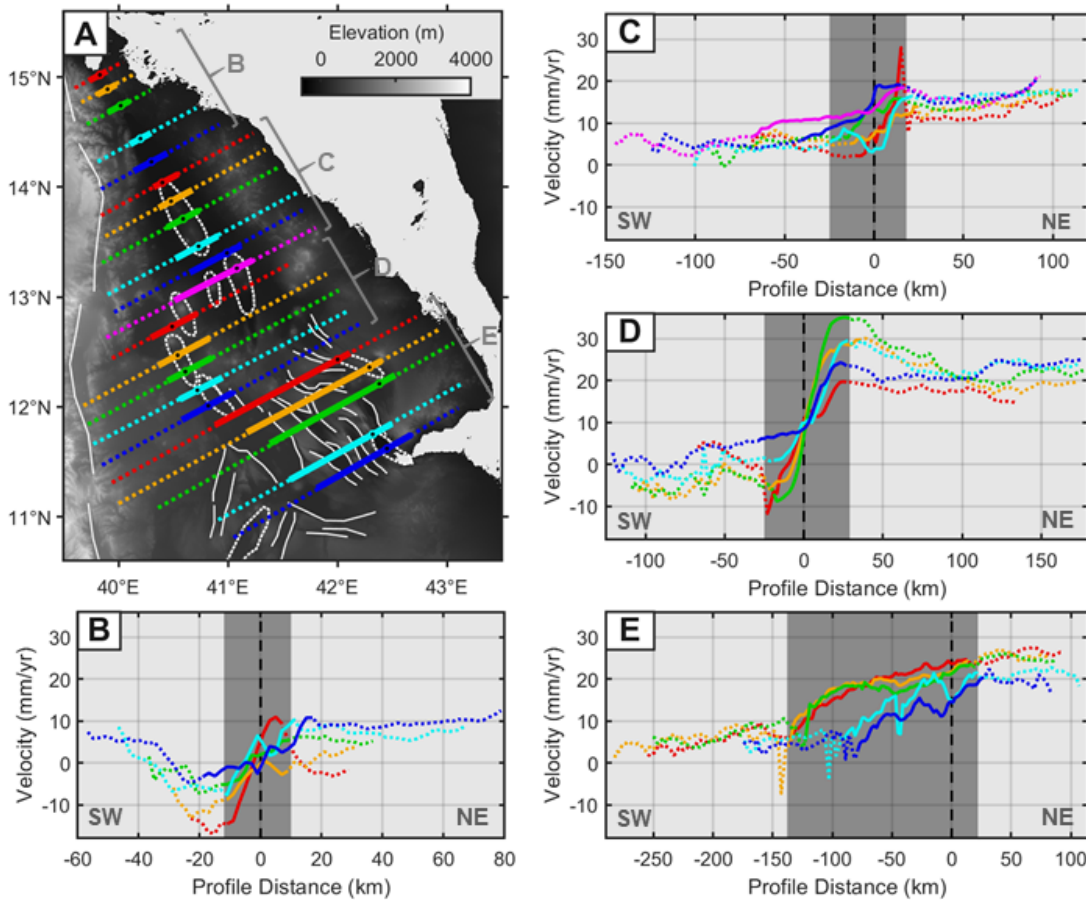 A
Elevation (m)
0 2000 4000
B
C
D
E
15°N
14°N
13°N
12°N
11°N
40°E 41°E 42°E 43°E
C
Velocity (mm/yr)
30
20
10
0
-10
SW NE
-150 -100 -50 0 50 100
Profile Distance (km)
D
Velocity (mm/yr)
30
20
10
0
-10
SW NE
-100 -50 0 50 100 150
Profile Distance (km)
B
Velocity (mm/yr)
30
20
10
0
-10
SW NE
-60 -40 -20 0 20 40 60 80
Profile Distance (km)
E
Velocity (mm/yr)
30
20
10
0
-10
SW NE
-250 -200 -150 -100 -50 0 50 100
Profile Distance (km)